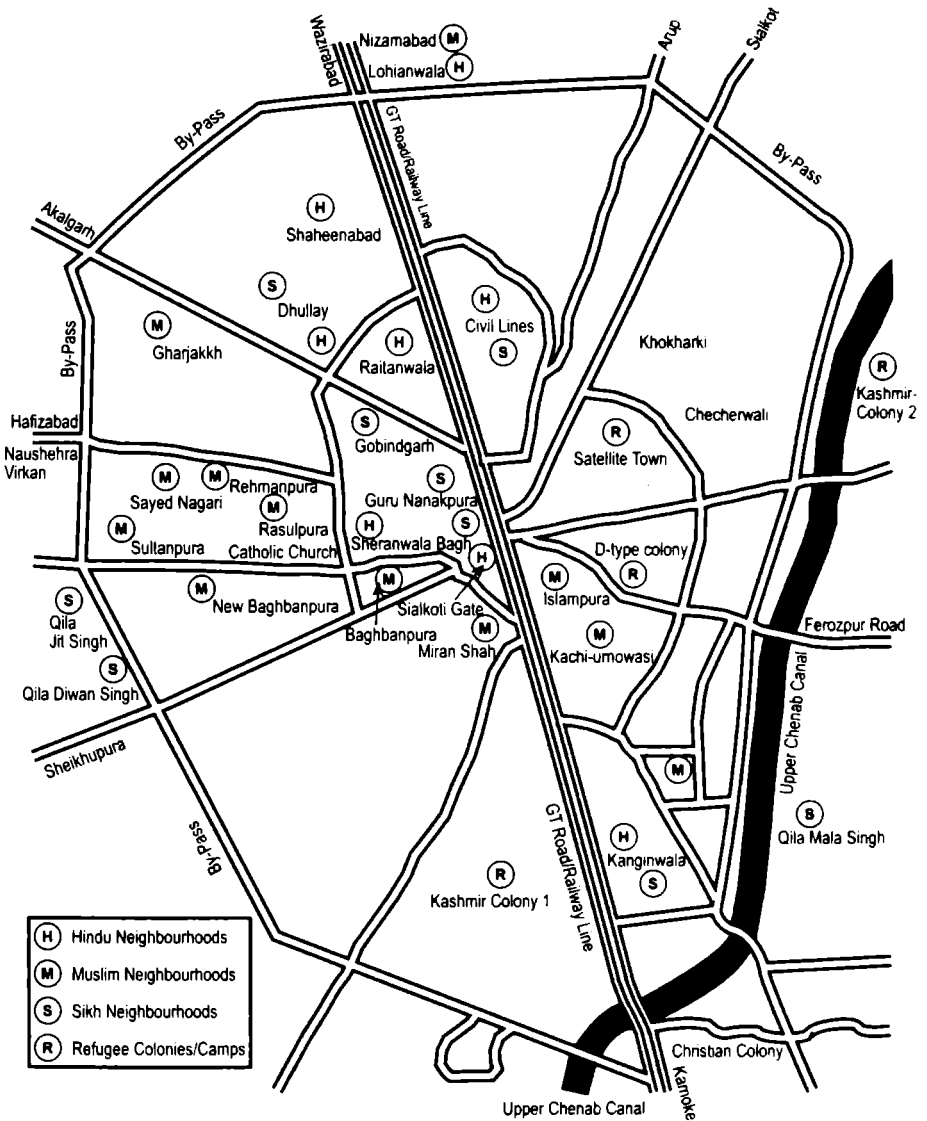 Wazirabad
Nizamabad M
Lohianwala H
Arup
Sialkot
By-Pass
GT Road/Railway Line
By-Pass
Akalgarh
H
Shaheenabad
S
Dhullay
H
M
Gharjakkh
By-Pass
H
Raitanwala
H
Civil Lines
S
Khokharki
Checherwali
R
Kashmir-
Colony 2
Hafizabad
Naushehra
Virkan
S
Gobindgarh
R
Satellite Town
M
Sayed Nagari
M
Rehmanpura
M
Rasulpura
M
Sultanpura
Catholic Church
S
Guru Nanakpura
S
H
Sheranwala Bagh
H
Sialkoti Gate
D-type colony
R
M
Islampura
M
New Baghbanpura
M
Baghbanpura
M
Miran Shah
M
Kachi-umowasi
Ferozpur Road
S
Qila
Jit Singh
S
Qila Diwan Singh
Sheikhupura
Upper Chenab Canal
M
By-Pass
GT Road/Railway Line
H
Kanginwala
S
S
Qila Mala Singh
R
Kashmir Colony 1
H Hindu Neighbourhoods
M Muslim Neighbourhoods
S Sikh Neighbourhoods
R Refugee Colonies/Camps
Christian Colony
Kamoke
Upper Chenab Canal